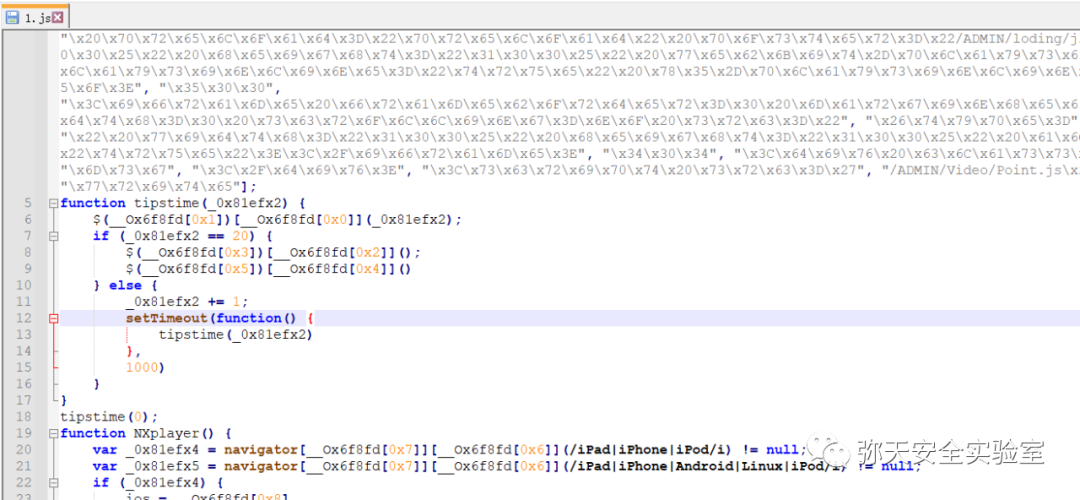 1.js
"\x20\x70\x72\x65\x6C\x6F\x61\x64\x3D\x22\x70\x72\x65\x6C\x6F\x61\x64\x22\x20\x70\x6F\x73\x74\x65\x72\x3D\x22/ADMIN/loding/j
0\x30\x25\x22\x20\x68\x65\x69\x67\x68\x74\x3D\x22\x31\x30\x30\x25\x22\x20\x77\x65\x62\x6B\x69\x74\x2D\x70\x6C\x61\x79\x73\x6
x6C\x61\x79\x73\x69\x6E\x6C\x69\x6E\x65\x3D\x22\x74\x72\x75\x65\x22\x20\x78\x35\x2D\x70\x6C\x61\x79\x73\x69\x6E\x6C\x69\x6E\x
5\x6F\x3E", "\x35\x30\x30",
"\x3C\x69\x66\x72\x61\x6D\x65\x20\x66\x72\x61\x6D\x65\x62\x6F\x72\x64\x65\x72\x3D\x30\x20\x6D\x61\x72\x67\x69\x6E\x68\x65\x6
x64\x74\x68\x3D\x30\x20\x73\x63\x72\x6F\x6C\x6C\x69\x6E\x67\x3D\x6E\x6F\x20\x73\x72\x63\x3D\x22", "\x26\x74\x79\x70\x65\x3D"
"\x22\x20\x77\x69\x64\x74\x68\x3D\x22\x31\x30\x30\x25\x22\x20\x68\x65\x69\x67\x68\x74\x3D\x22\x31\x30\x30\x25\x22\x20\x61\x6
x22\x74\x72\x75\x65\x22\x3E\x3C\x2F\x69\x66\x72\x61\x6D\x65\x3E", "\x34\x30\x34", "\x3C\x64\x69\x76\x20\x63\x6C\x61\x73\x73\
"\x6D\x73\x67", "\x3C\x2F\x64\x69\x76\x3E", "\x3C\x73\x63\x72\x69\x70\x74\x20\x73\x72\x63\x3D\x27", "/ADMIN/Video/Point.js\x
"\x77\x72\x69\x74\x65"];
5 function tipstime(_0x81efx2) {
6 $(__Ox6f8fd[0x1])[__Ox6f8fd[0x0]](_0x81efx2);
7 if (_0x81efx2 == 20) {
8 $(__Ox6f8fd[0x3])[__Ox6f8fd[0x2]]();
9 $(__Ox6f8fd[0x5])[__Ox6f8fd[0x4]]()
10 } else {
11 _0x81efx2 += 1;
12 setTimeout(function() {
13 tipstime(_0x81efx2)
14 },
15 1000)
16 }
17 }
18 tipstime(0);
19 function NXplayer() {
20 var _0x81efx4 = navigator[__Ox6f8fd[0x7]][__Ox6f8fd[0x6]](/iPad|iPhone|iPod/i) != null;
21 var _0x81efx5 = navigator[__Ox6f8fd[0x7]][__Ox6f8fd[0x6]](/iPad|iPhone|Android|Linux|iPod/i) != null;
22 if (_0x81efx4) {
23 ios = __Ox6f8fd[0x8]
弥天安全实验室